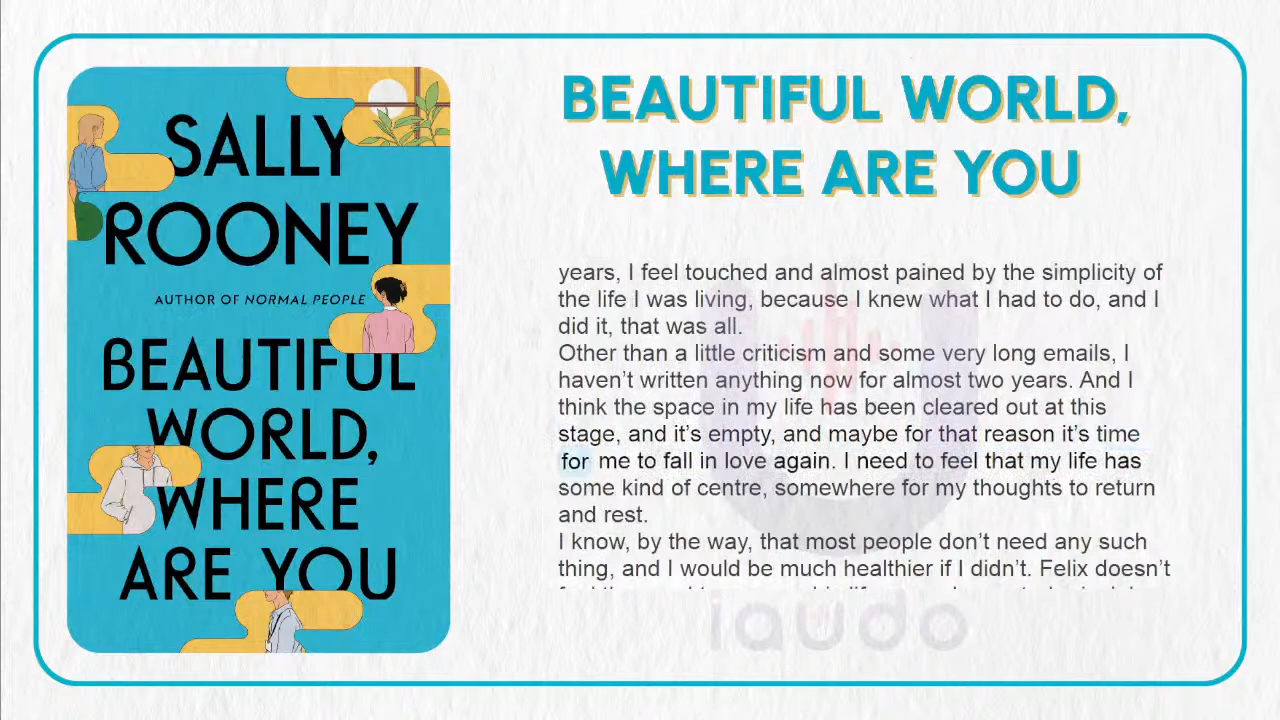 SALLY
ROONEY
AUTHOR OF NORMAL PEOPLE
BEAUTIFUL
WORLD,
WHERE
ARE YOU
BEAUTIFUL WORLD,
WHERE ARE YOU
years, I feel touched and almost pained by the simplicity of
the life I was living, because I knew what I had to do, and I
did it, that was all.
Other than a little criticism and some very long emails, I
haven’t written anything now for almost two years. And I
think the space in my life has been cleared out at this
stage, and it’s empty, and maybe for that reason it’s time
for me to fall in love again. I need to feel that my life has
some kind of centre, somewhere for my thoughts to return
and rest.
I know, by the way, that most people don’t need any such
thing, and I would be much healthier if I didn’t. Felix doesn’t
iaudo